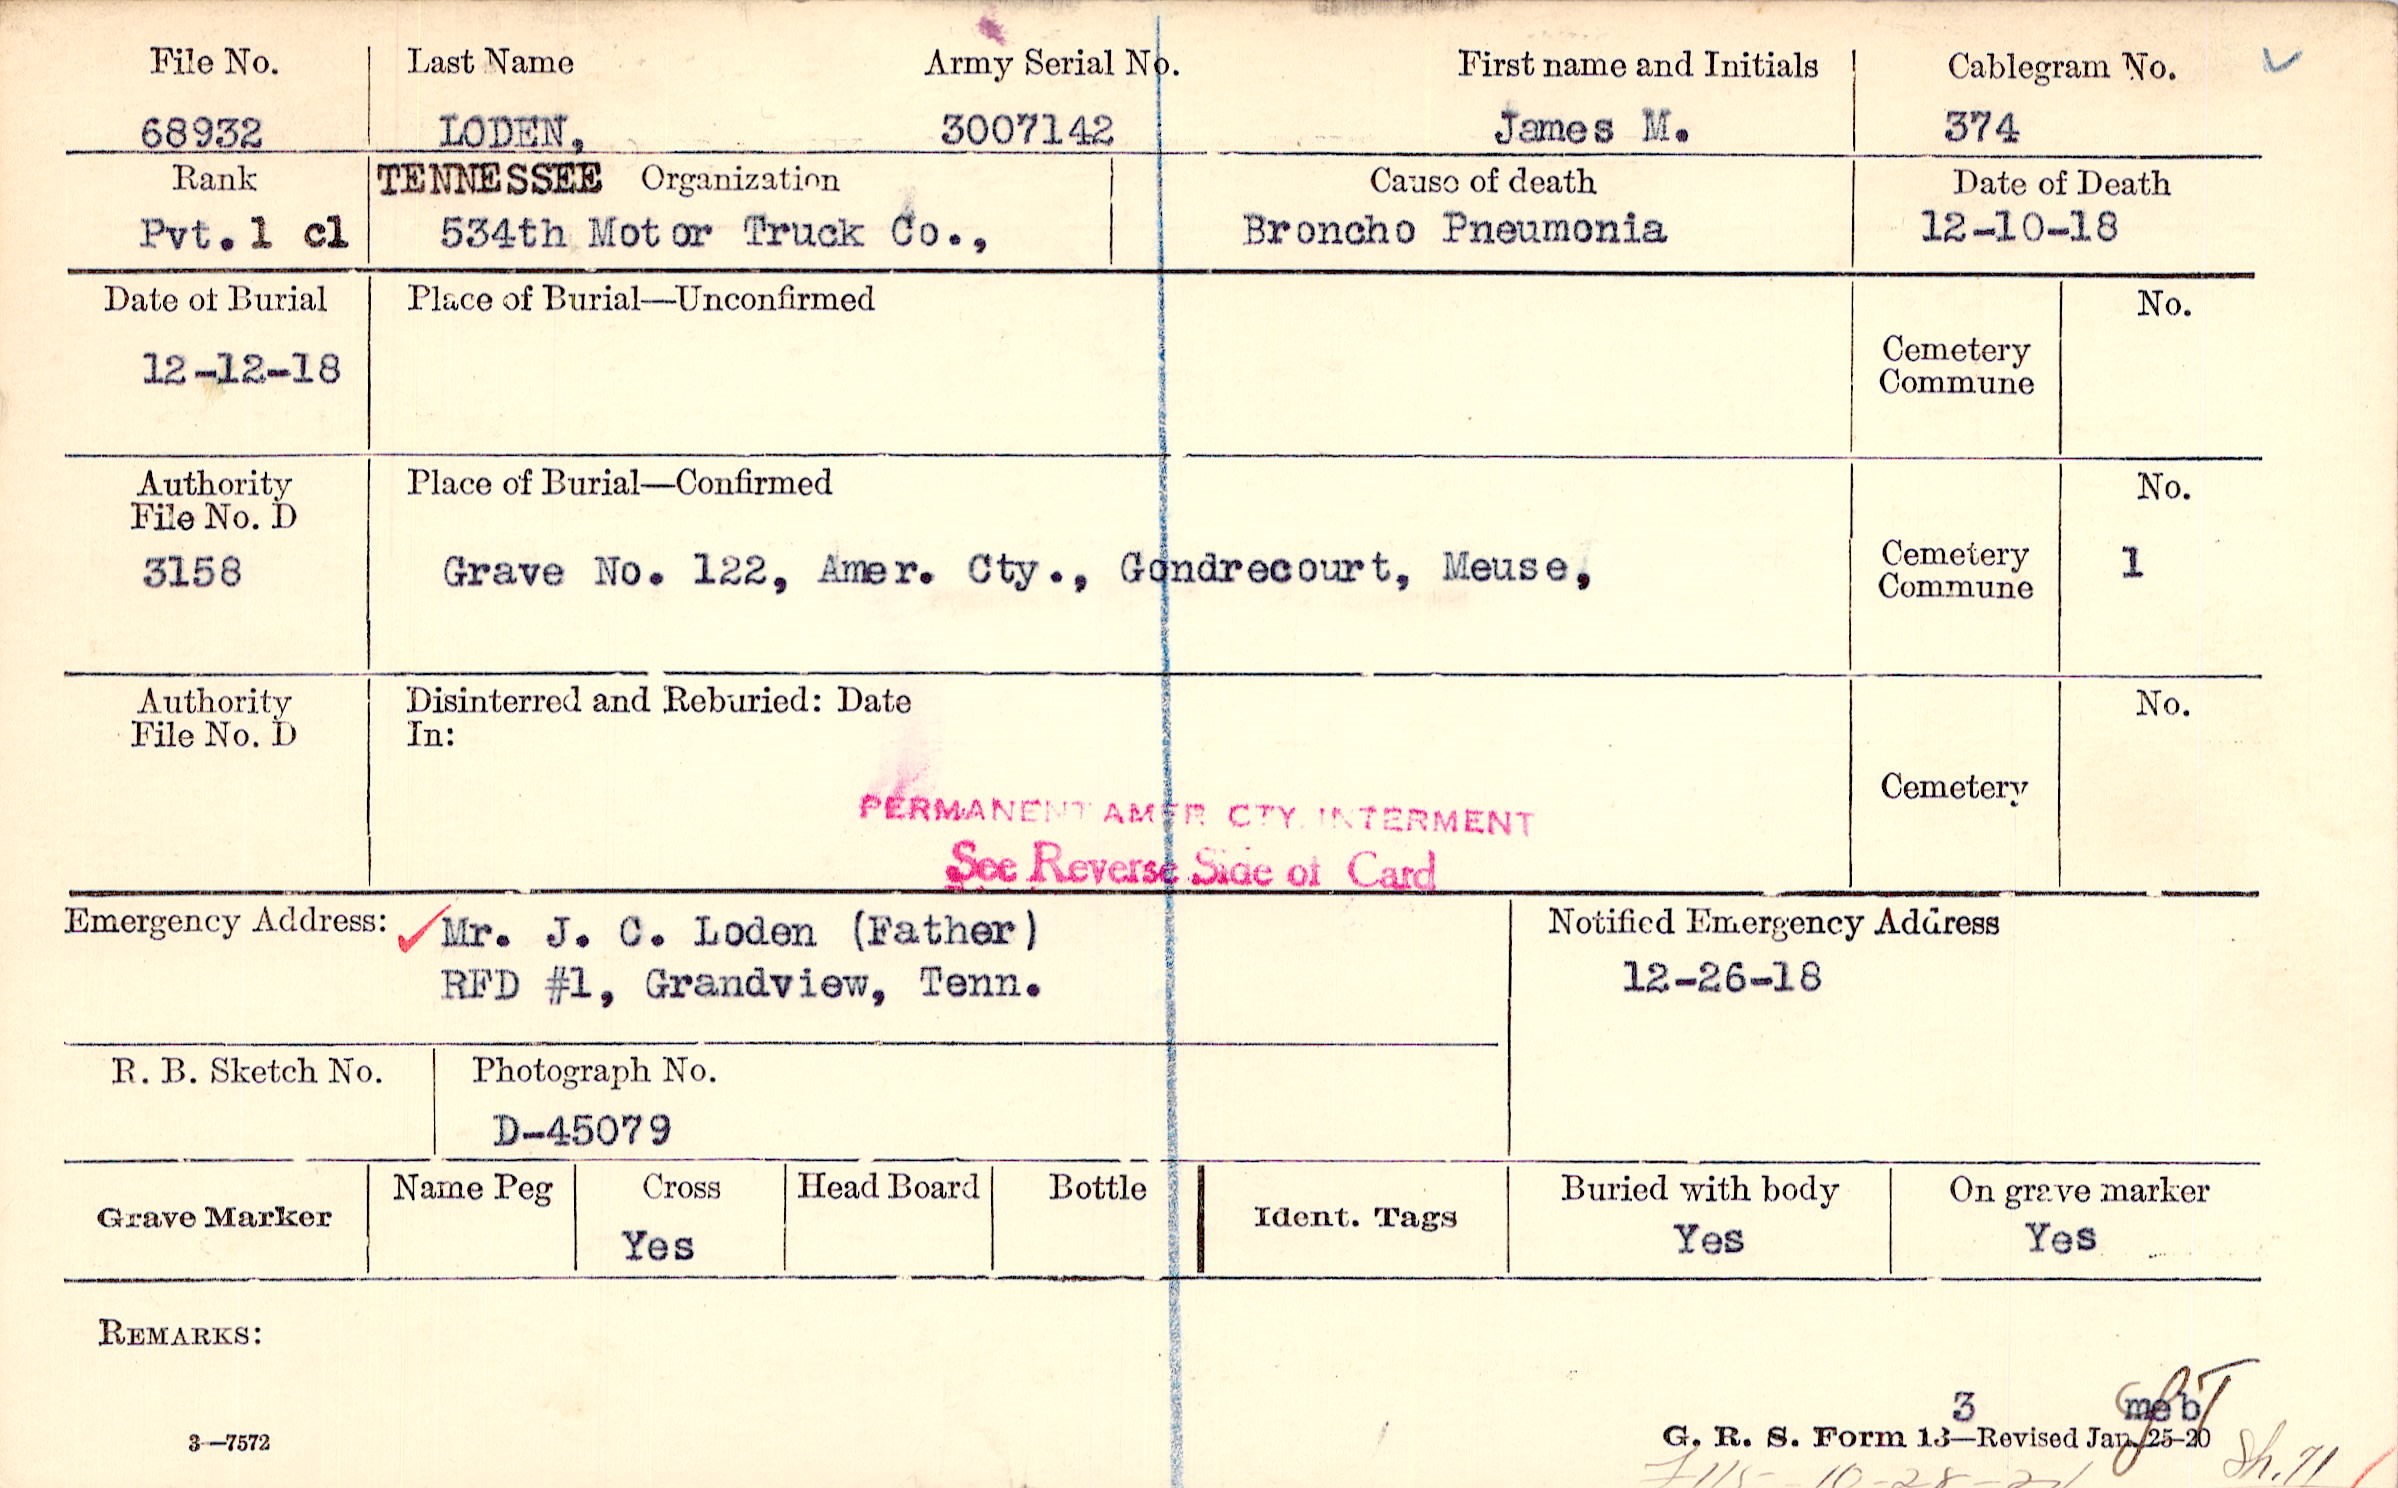 File No. Last Name Army Serial No. First name and Initials Cablegram No.
68932 LODEN, 3007142 James M. 374
Rank TENNESSEE Organization Cause of death Date of Death
Pvt. 1 cl 534th Motor Truck Co., Broncho Pneumonia 12-10-18
Date of Burial Place of Burial—Unconfirmed No.
12-12-18 Cemetery
Commune
Authority Place of Burial—Confirmed No.
File No. D
3158 Grave No. 122, Amer. Cty., Gondrecourt, Meuse, Cemetery 1
Commune
Authority Disinterred and Reburied: Date No.
File No. D In:
Cemetery
PERMANENT AMER CTY. INTERMENT
See Reverse Side of Card
Emergency Address: Mr. J. C. Loden (Father) Notified Emergency Address
RFD #1, Grandview, Tenn. 12-26-18
R. B. Sketch No. Photograph No.
D-45079
Grave Marker Name Peg Cross Head Board Bottle Ident. Tags Buried with body On grave marker
Yes Yes Yes
REMARKS:
3 meb
3—7572 G. R. S. Form 13—Revised Jan. 25-20
Sh. 71